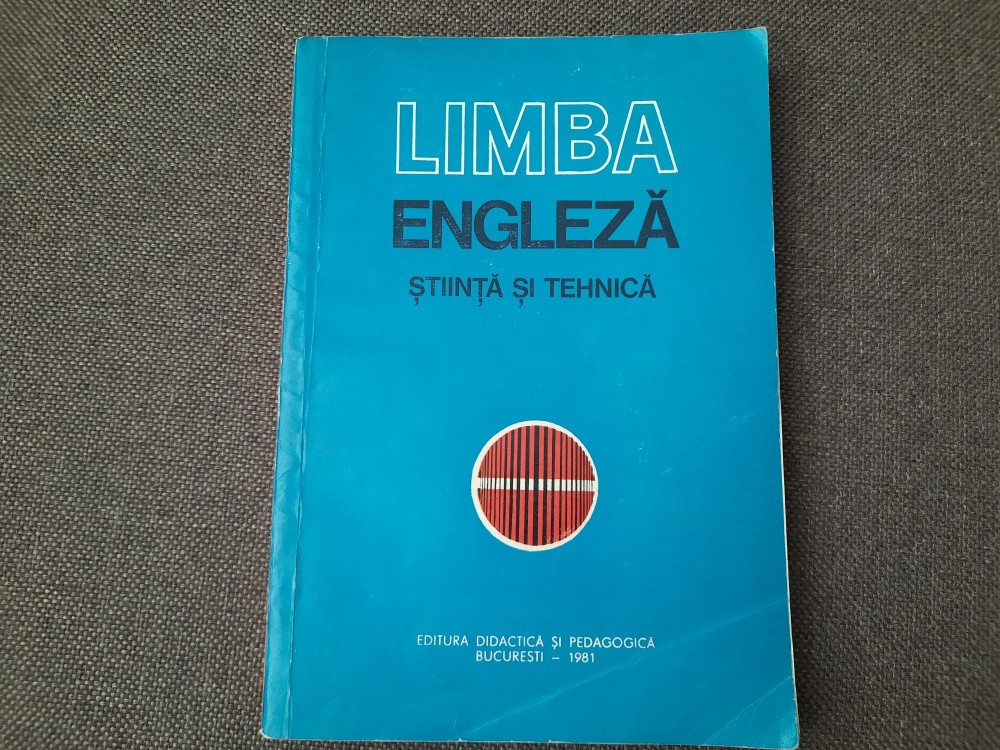 LIMBA
ENGLEZĂ
ȘTIINȚĂ ȘI TEHNICĂ
EDITURA DIDACTICĂ ȘI PEDAGOGICĂ
BUCUREȘTI – 1981